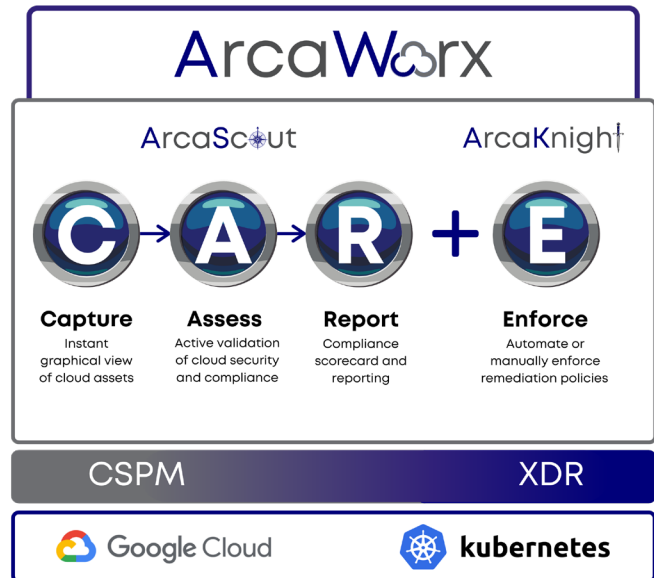 ArcaWorx
ArcaScout ArcaKnight
C A R + E
Capture Assess Report Enforce
Instant Active validation Compliance Automate or
graphical view of cloud security scorecard and manually enforce
of cloud assets and compliance reporting remediation policies
CSPM XDR
Google Cloud kubernetes